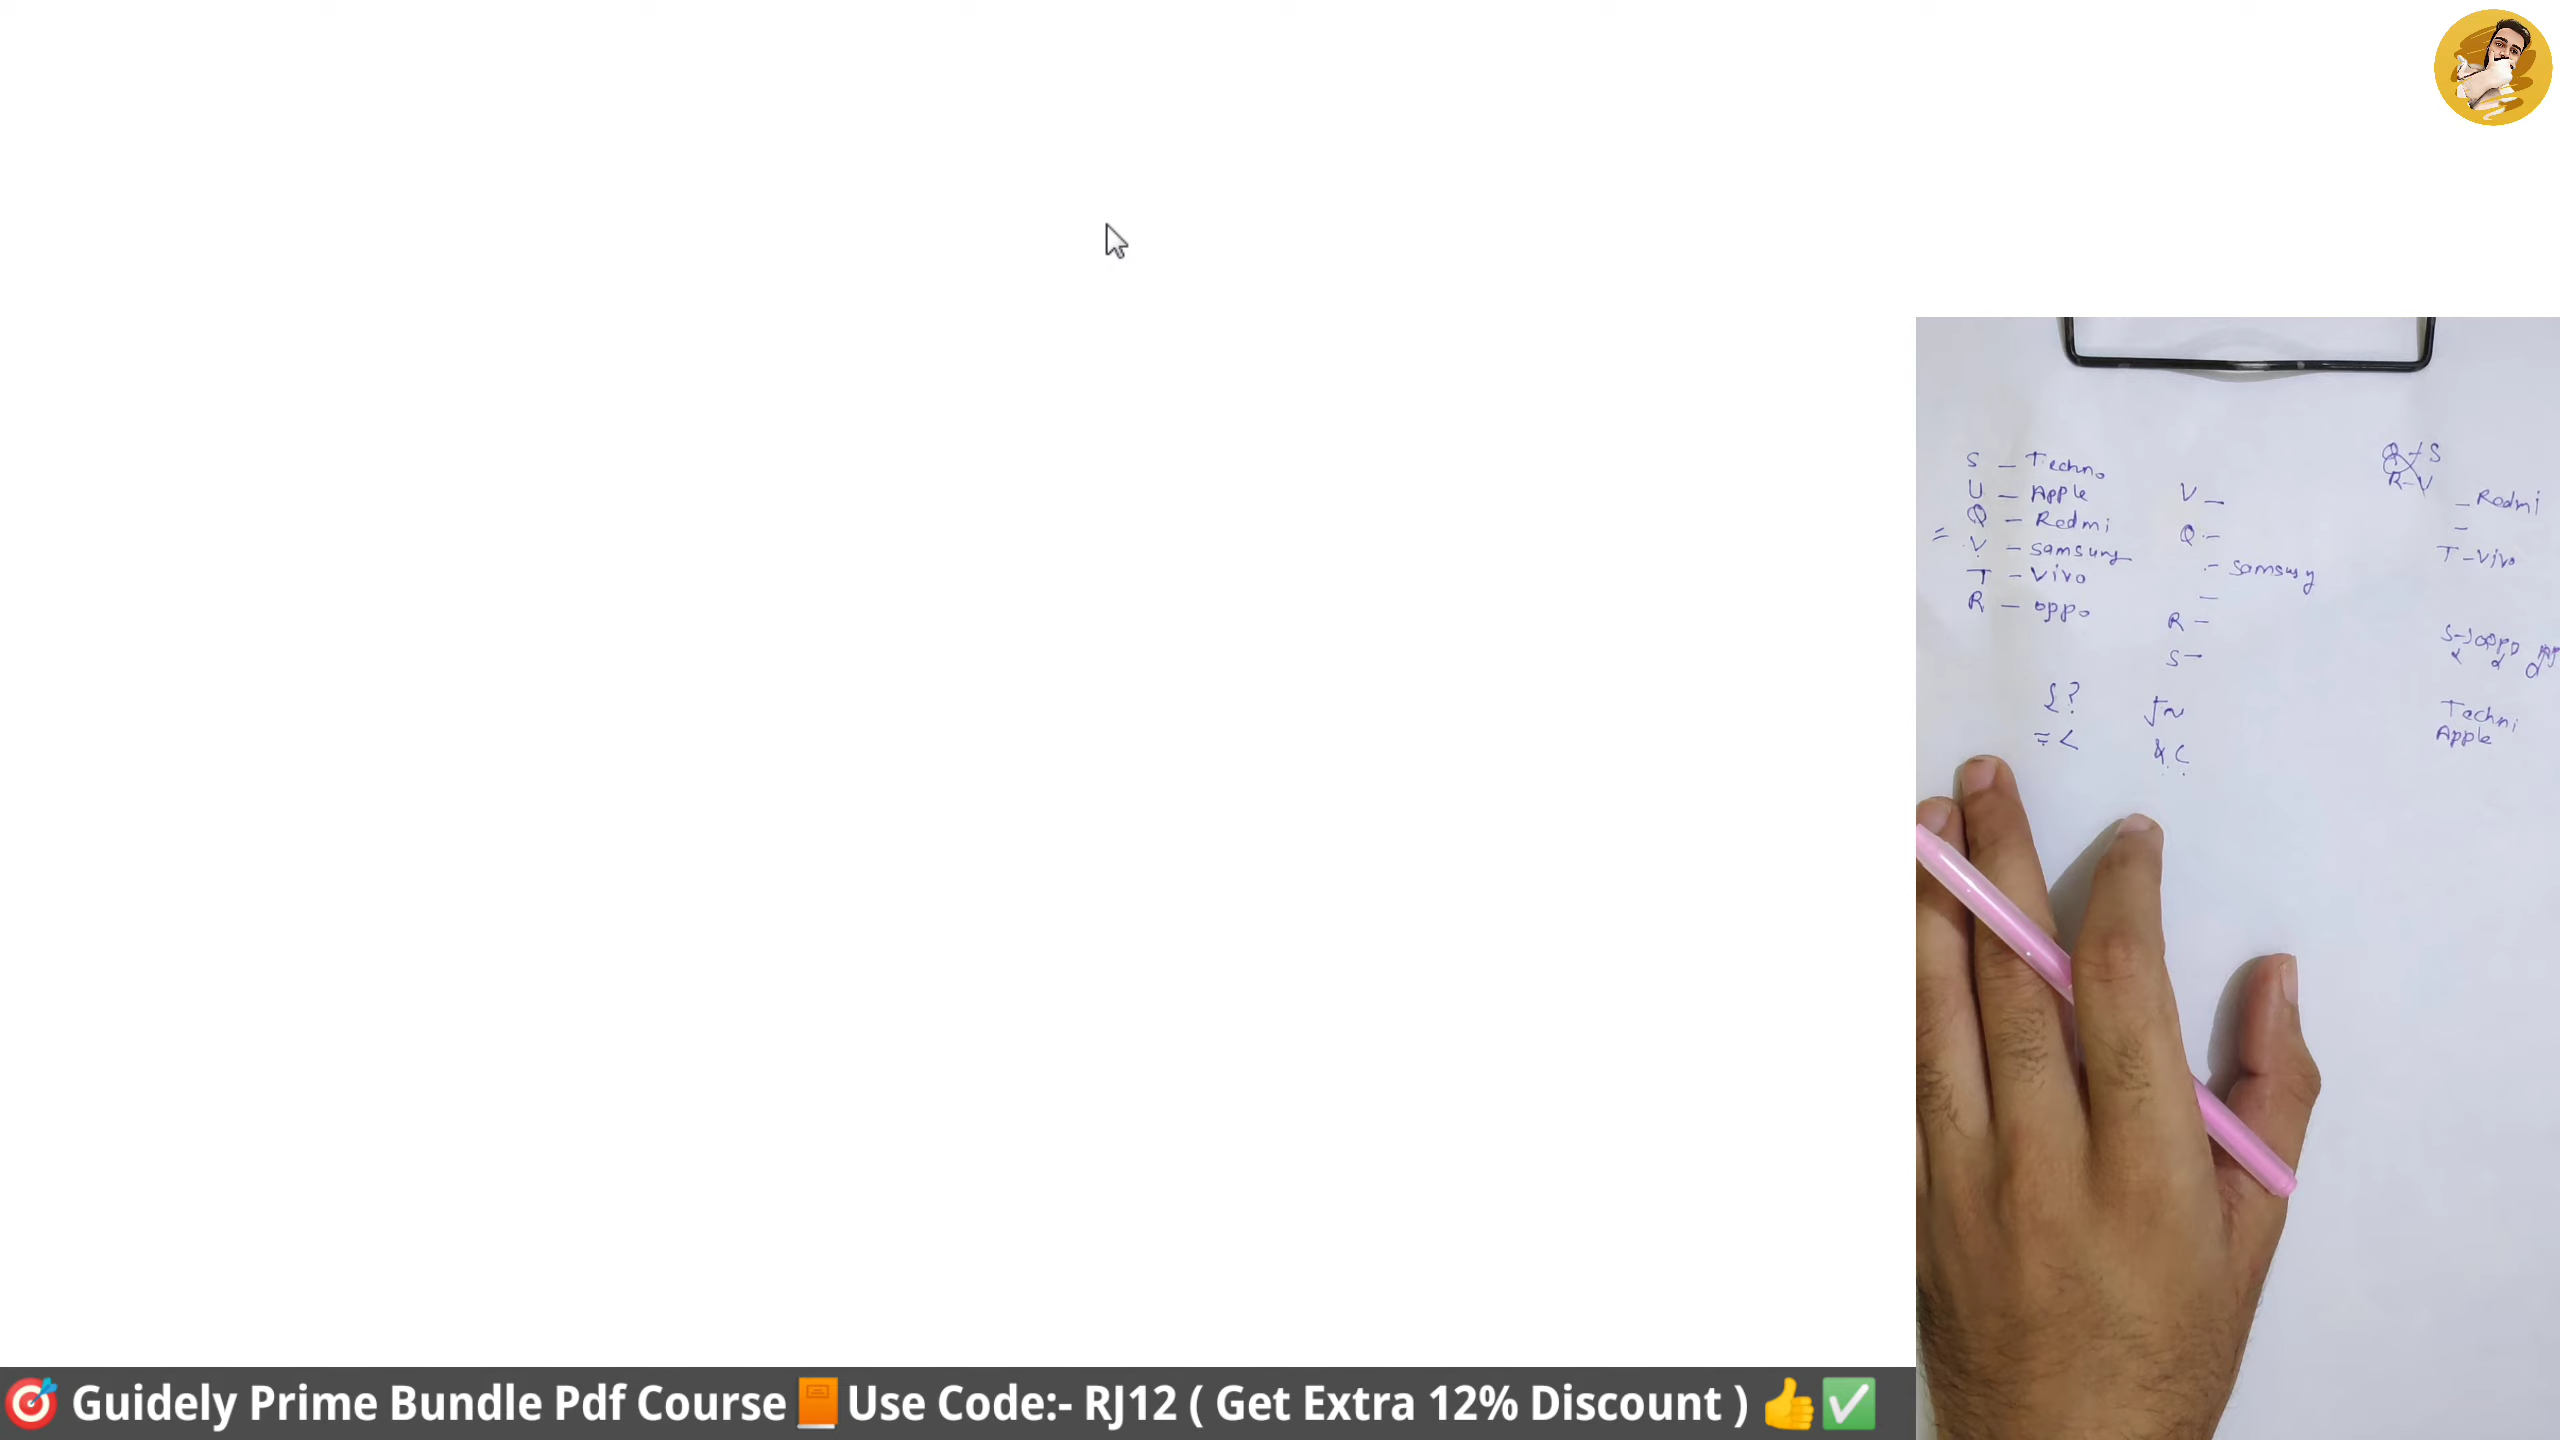 S - Techno
U - Apple
Q - Redmi
= V - Samsung
T - Vivo
R - oppo
V -
Q -
- Samsung
-
R -
S -
Q - S
R - V
- Redmi
-
T - Vivo
oppo
Techni
Apple
= <
Guidely Prime Bundle Pdf Course Use Code:- RJ12 ( Get Extra 12% Discount )